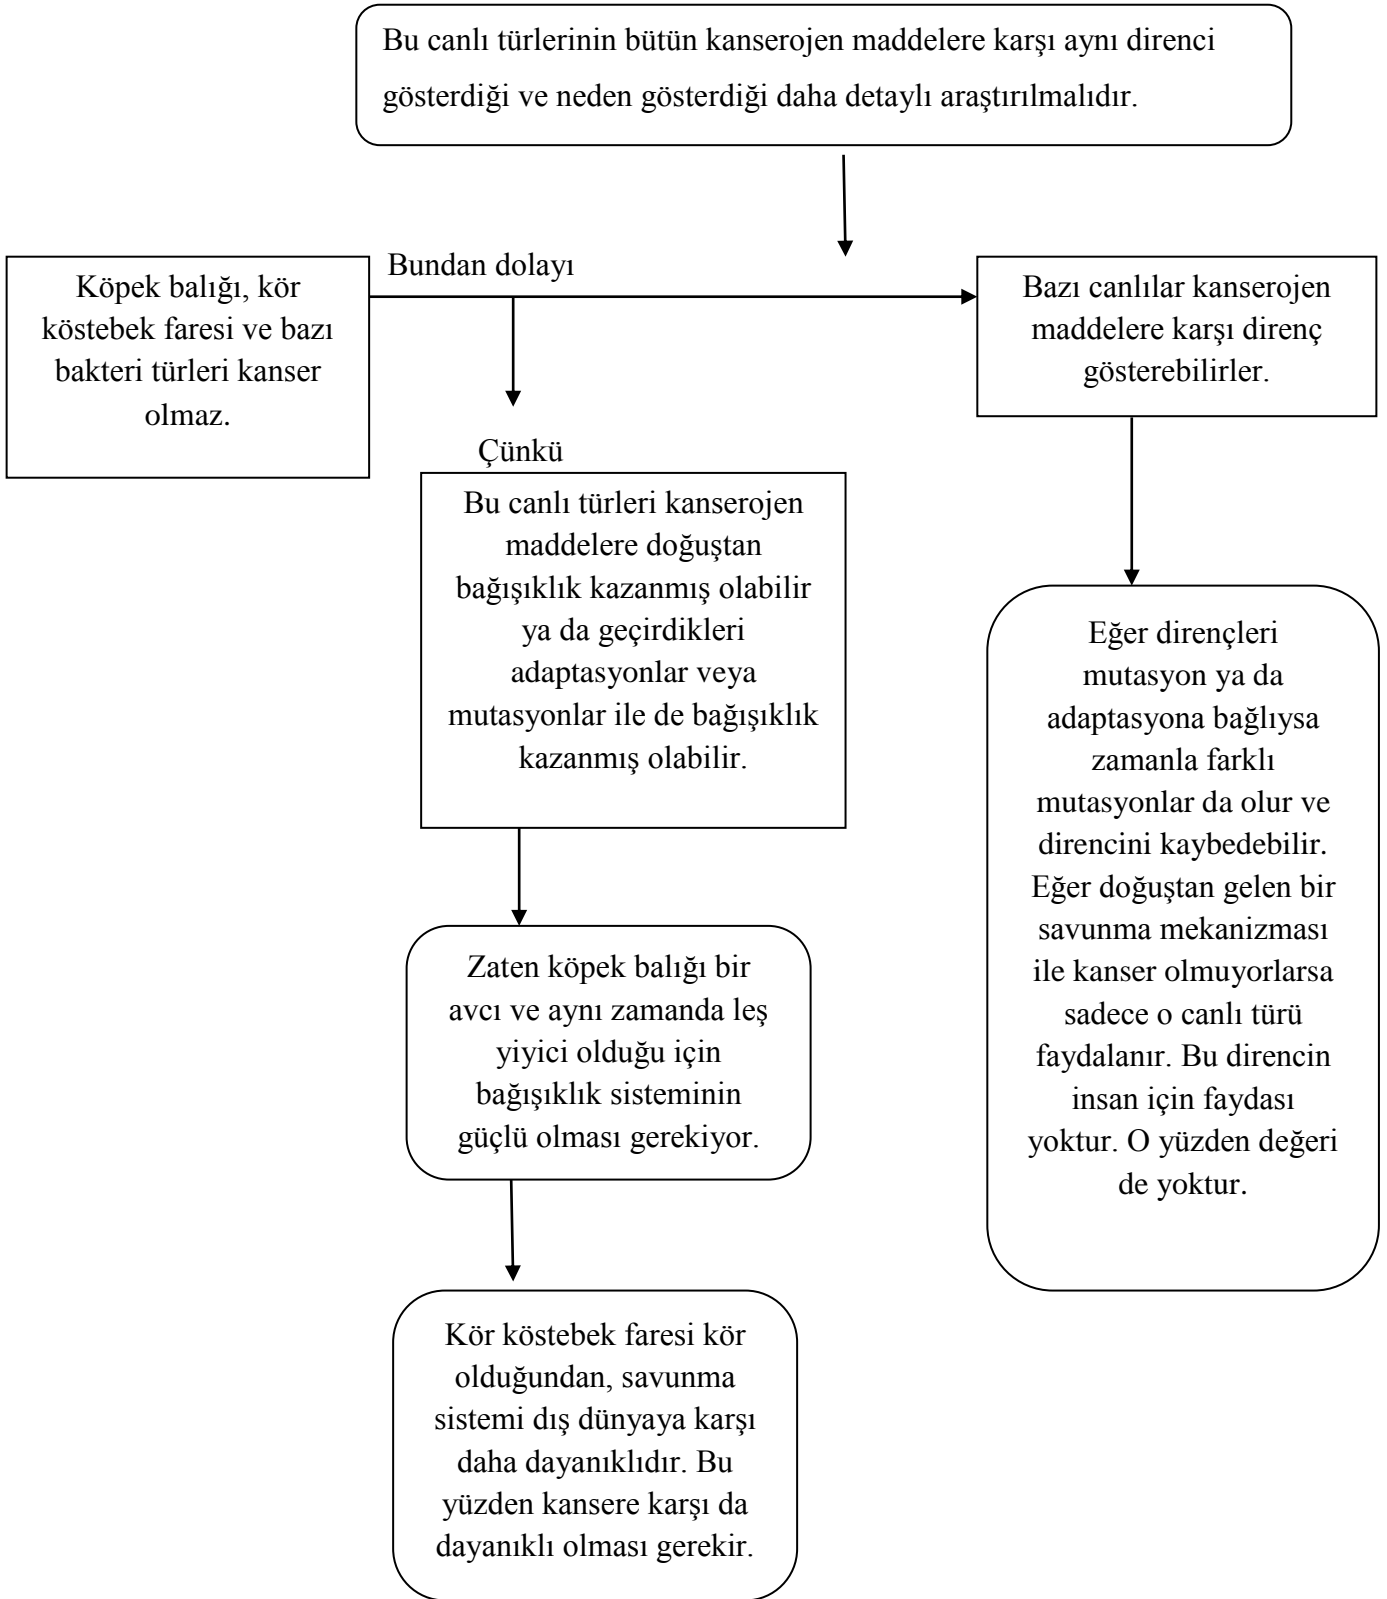 Bu canlı türlerinin bütün kanserojen maddelere karşı aynı direnci
gösterdiği ve neden gösterdiği daha detaylı araştırılmalıdır.
Bundan dolayı
Köpek balığı, kör
köstebek faresi ve bazı
bakteri türleri kanser
olmaz.
Bazı canlılar kanserojen
maddelere karşı direnç
gösterebilirler.
Çünkü
Bu canlı türleri kanserojen
maddelere doğuştan
bağışıklık kazanmış olabilir
ya da geçirdikleri
adaptasyonlar veya
mutasyonlar ile de bağışıklık
kazanmış olabilir.
Eğer dirençleri
mutasyon ya da
adaptasyona bağlıysa
zamanla farklı
mutasyonlar da olur ve
direncini kaybedebilir.
Eğer doğuştan gelen bir
savunma mekanizması
ile kanser olmuyorlarsa
sadece o canlı türü
faydalanır. Bu direncin
insan için faydası
yoktur. O yüzden değeri
de yoktur.
Zaten köpek balığı bir
avcı ve aynı zamanda leş
yiyici olduğu için
bağışıklık sisteminin
güçlü olması gerekiyor.
Kör köstebek faresi kör
olduğundan, savunma
sistemi dış dünyaya karşı
daha dayanıklıdır. Bu
yüzden kansere karşı da
dayanıklı olması gerekir.